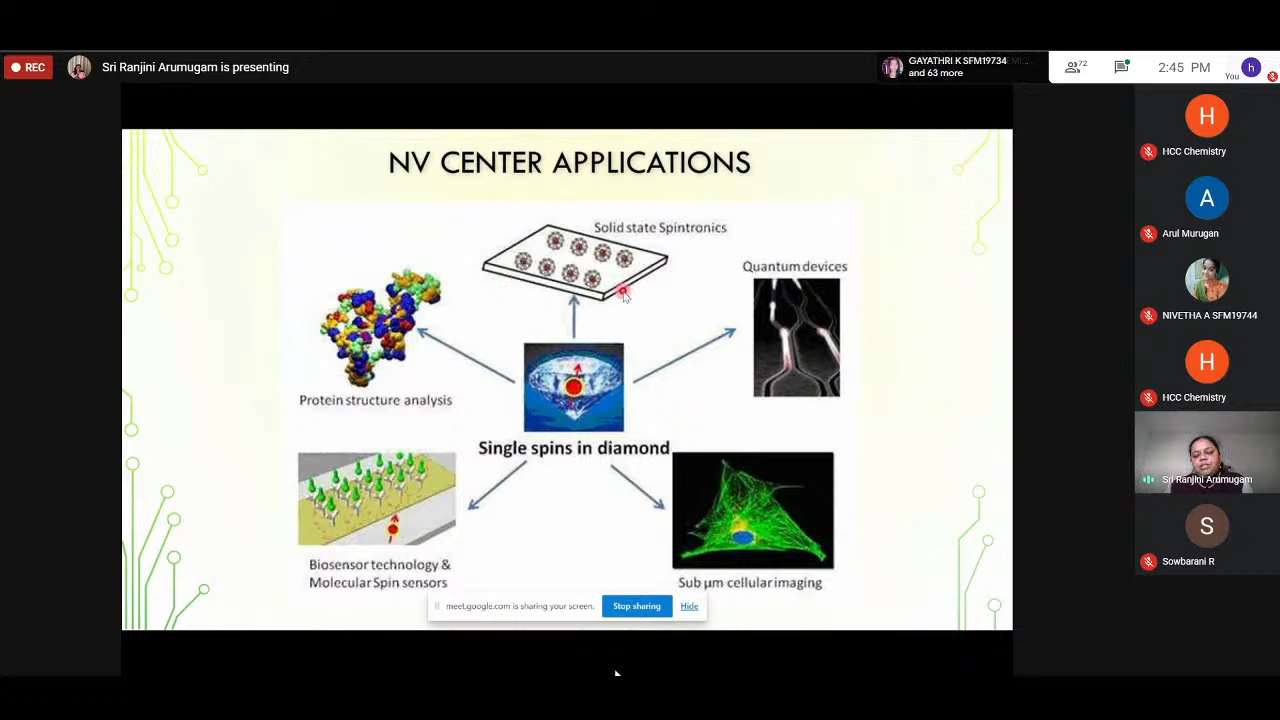 REC
Sri Ranjini Arumugam is presenting
GAYATHRI K SFM19734
and 63 more
72
2:45 PM
You
h
NV CENTER APPLICATIONS
Solid state Spintronics
Quantum devices
Protein structure analysis
Single spins in diamond
Biosensor technology &
Molecular Spin sensors
Sub μm cellular imaging
meet.google.com is sharing your screen.
Stop sharing
Hide
H
HCC Chemistry
A
Arul Murugan
NIVETHA A SFM19744
H
HCC Chemistry
Sri Ranjini Arumugam
S
Sowbarani R